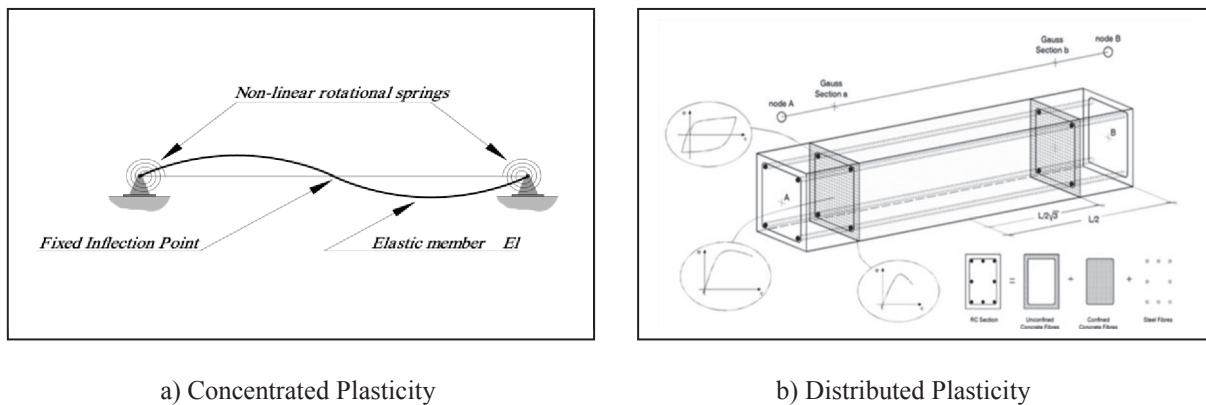 Non-linear rotational springs
Fixed Inflection Point
Elastic member EI
a) Concentrated Plasticity
node B
Gauss
Section b
Gauss
Section a
node A
A
B
L/2√3
L/2
=
+
+
RC Section
Unconfined
Concrete Fibres
Confined
Concrete Fibres
Steel Fibres
b) Distributed Plasticity